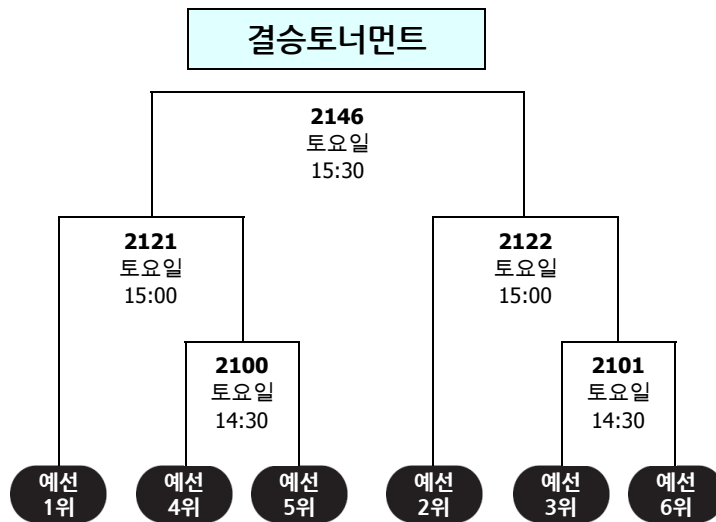 결승토너먼트
2146
토요일
15:30
2121
토요일
15:00
2122
토요일
15:00
2100
토요일
14:30
2101
토요일
14:30
예선
1위
예선
4위
예선
5위
예선
2위
예선
3위
예선
6위